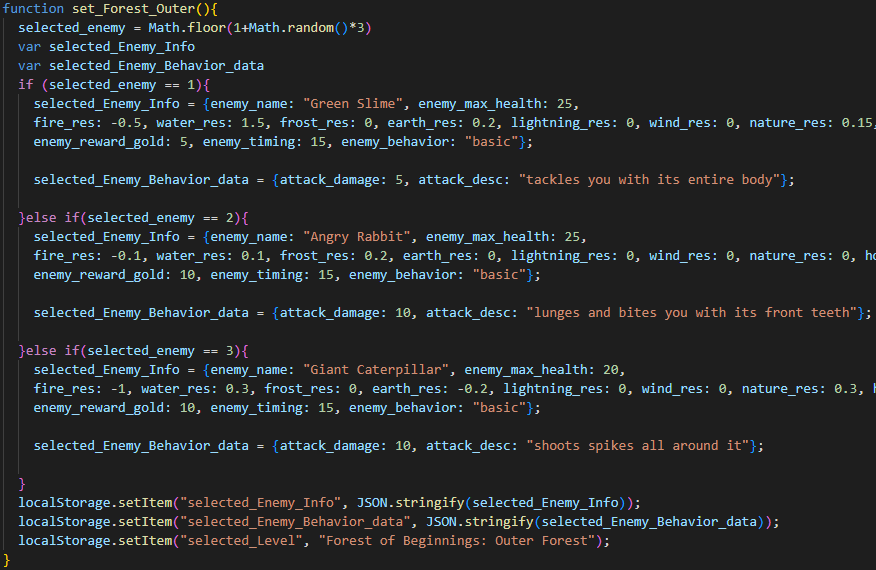 function set_Forest_Outer(){
selected_enemy = Math.floor(1+Math.random()*3)
var selected_Enemy_Info
var selected_Enemy_Behavior_data
if (selected_enemy == 1){
selected_Enemy_Info = {enemy_name: "Green Slime", enemy_max_health: 25,
fire_res: -0.5, water_res: 1.5, frost_res: 0, earth_res: 0.2, lightning_res: 0, wind_res: 0, nature_res: 0.15,
enemy_reward_gold: 5, enemy_timing: 15, enemy_behavior: "basic"};
selected_Enemy_Behavior_data = {attack_damage: 5, attack_desc: "tackles you with its entire body"};
}else if(selected_enemy == 2){
selected_Enemy_Info = {enemy_name: "Angry Rabbit", enemy_max_health: 25,
fire_res: -0.1, water_res: 0.1, frost_res: 0.2, earth_res: 0, lightning_res: 0, wind_res: 0, nature_res: 0,
enemy_reward_gold: 10, enemy_timing: 15, enemy_behavior: "basic"};
selected_Enemy_Behavior_data = {attack_damage: 10, attack_desc: "lunges and bites you with its front teeth"};
}else if(selected_enemy == 3){
selected_Enemy_Info = {enemy_name: "Giant Caterpillar", enemy_max_health: 20,
fire_res: -1, water_res: 0.3, frost_res: 0, earth_res: -0.2, lightning_res: 0, wind_res: 0, nature_res: 0.3,
enemy_reward_gold: 10, enemy_timing: 15, enemy_behavior: "basic"};
selected_Enemy_Behavior_data = {attack_damage: 10, attack_desc: "shoots spikes all around it"};
}
localStorage.setItem("selected_Enemy_Info", JSON.stringify(selected_Enemy_Info));
localStorage.setItem("selected_Enemy_Behavior_data", JSON.stringify(selected_Enemy_Behavior_data));
localStorage.setItem("selected_Level", "Forest of Beginnings: Outer Forest");
}